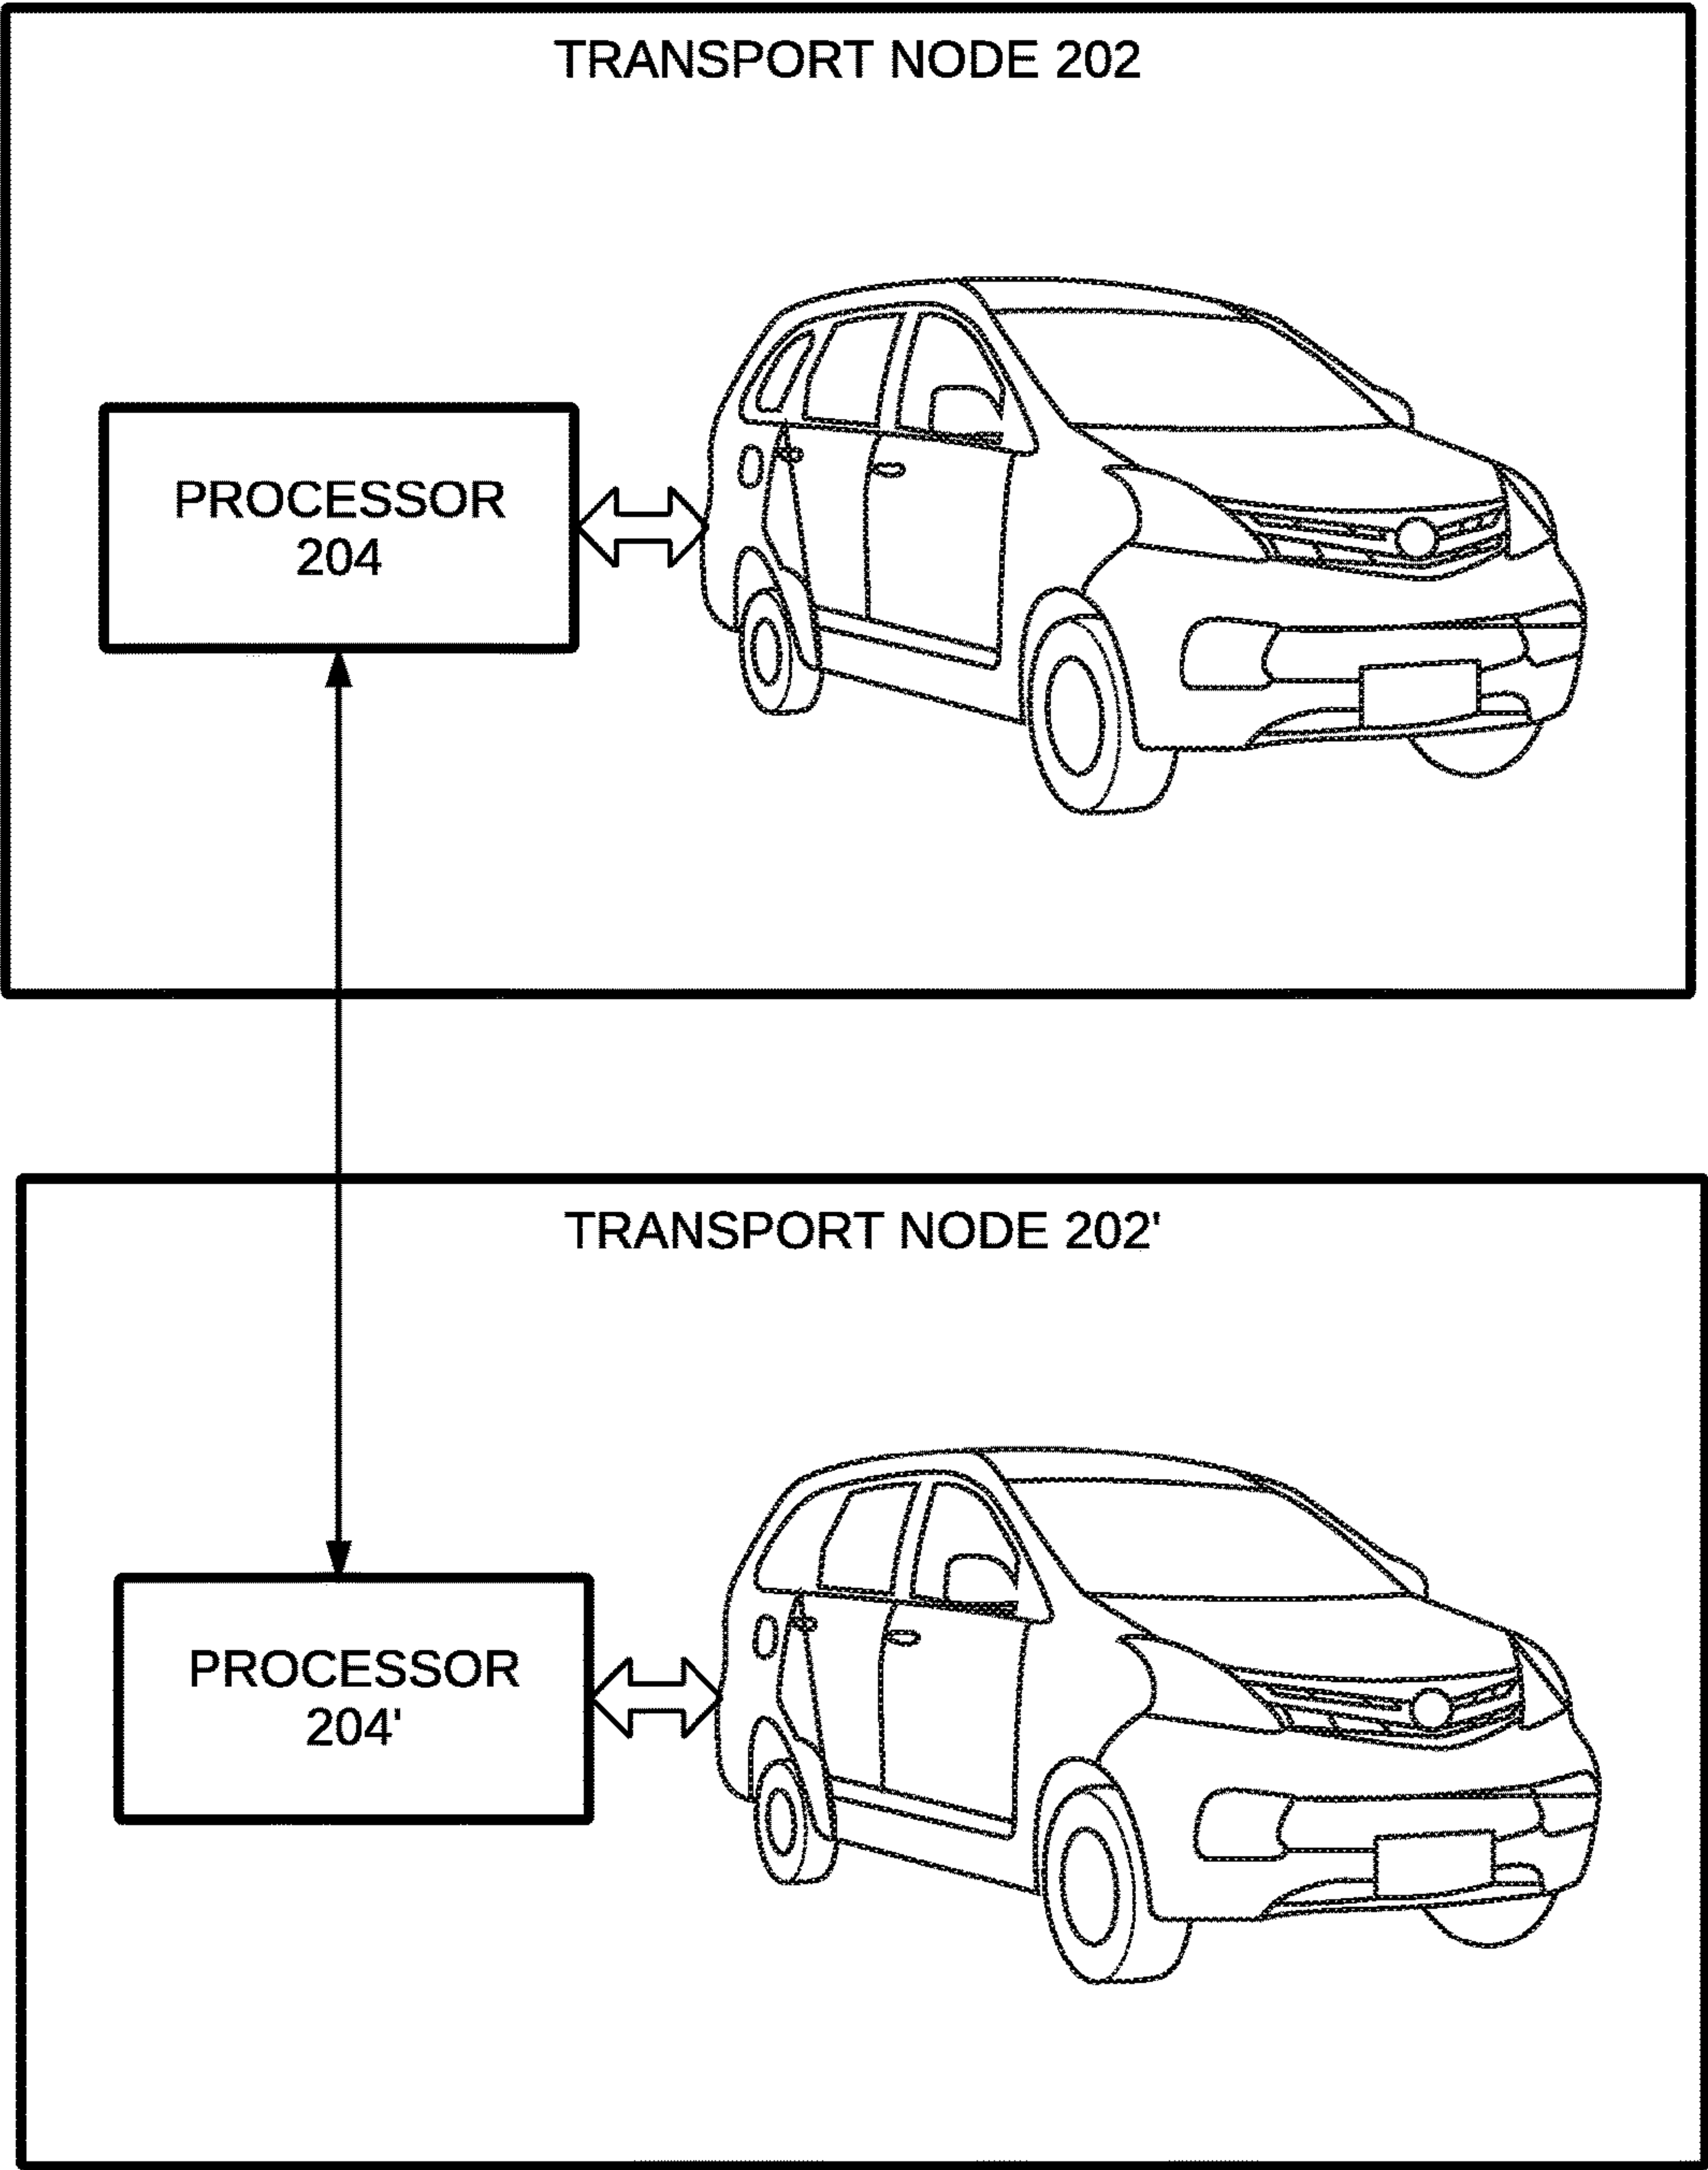 TRANSPORT NODE 202
PROCESSOR
204
TRANSPORT NODE 202'
PROCESSOR
204'